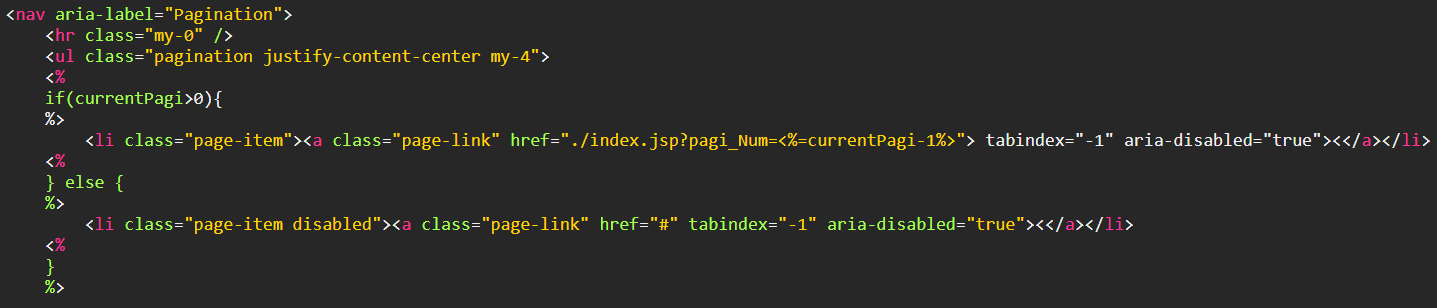 <nav aria-label="Pagination">
    <hr class="my-0" />
    <ul class="pagination justify-content-center my-4">
    <%
    if(currentPagi>0){
    %>
        <li class="page-item"><a class="page-link" href="./index.jsp?pagi_Num=<%=currentPagi-1%>"> tabindex="-1" aria-disabled="true"><</a></li>
    <%
    } else {
    %>
        <li class="page-item disabled"><a class="page-link" href="#" tabindex="-1" aria-disabled="true"><</a></li>
    <%
    }
    %>